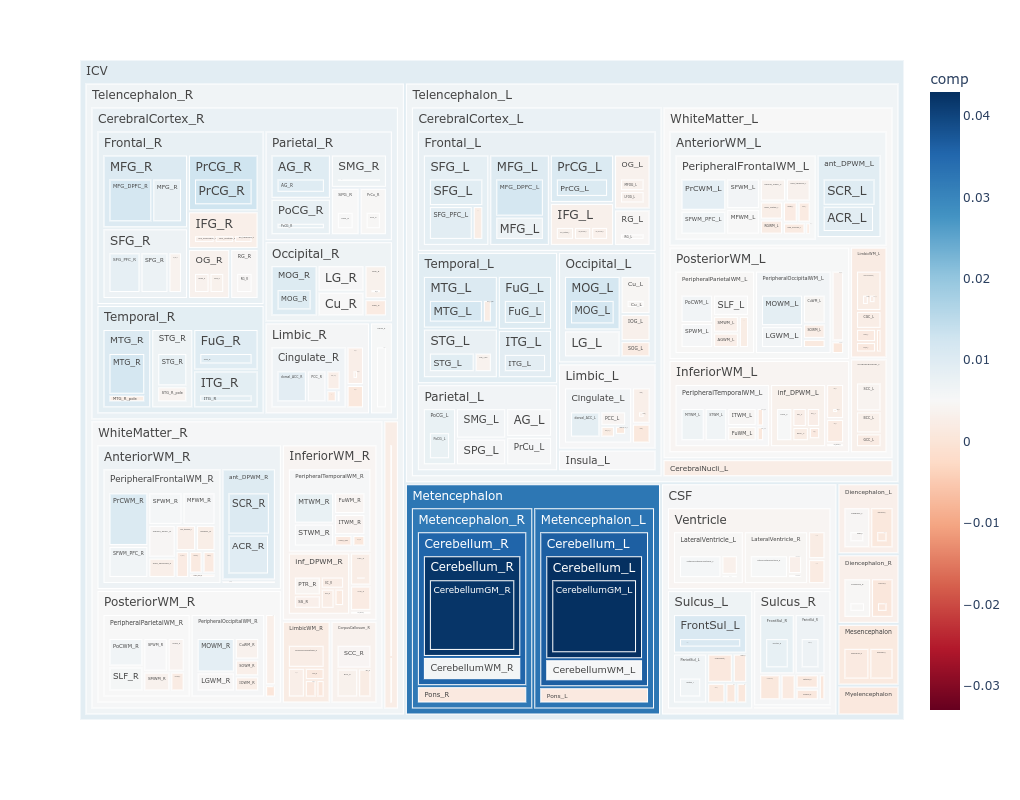 ICV
Telencephalon_R
CerebralCortex_R
Frontal_R
MFG_R
MFG_DPFC_R
MFG_R
PrCG_R
PrCG_R
IFG_R
SFG_R
SFG_PFC_R
SFG_R
OG_R
RG_R
Parietal_R
AG_R
AG_R
SMG_R
PoCG_R
Temporal_R
MTG_R
MTG_R
MTG_R_pole
STG_R
STG_R
STG_R_pole
FuG_R
ITG_R
ITG_R
Occipital_R
MOG_R
MOG_R
LG_R
Cu_R
Limbic_R
Cingulate_R
PCC_R
WhiteMatter_R
AnteriorWM_R
PeripheralFrontalWM_R
PrCWM_R
SFWM_R
MFWM_R
SFWM_PFC_R
ant_DPWM_R
SCR_R
ACR_R
InferiorWM_R
PeripheralTemporalWM_R
MTWM_R
FuWM_R
STWM_R
ITWM_R
inf_DPWM_R
PTR_R
PosteriorWM_R
PeripheralParietalWM_R
PoCWM_R
SPWM_R
SLF_R
SMWM_R
PeripheralOccipitalWM_R
MOWM_R
CuWM_R
SOWM_R
LGWM_R
LimbicWM_R
CorpusCallosum_R
SCC_R
Telencephalon_L
CerebralCortex_L
Frontal_L
SFG_L
SFG_L
SFG_PFC_L
MFG_L
MFG_DPFC_L
MFG_L
PrCG_L
PrCG_L
IFG_L
OG_L
RG_L
Temporal_L
MTG_L
MTG_L
FuG_L
FuG_L
STG_L
STG_L
ITG_L
ITG_L
Occipital_L
MOG_L
MOG_L
Cu_L
Cu_L
IOG_L
SOG_L
LG_L
Parietal_L
PoCG_L
PoCG_L
SMG_L
AG_L
SPG_L
PrCu_L
Limbic_L
Cingulate_L
PCC_L
Insula_L
WhiteMatter_L
AnteriorWM_L
PeripheralFrontalWM_L
PrCWM_L
SFWM_L
SFWM_PFC_L
MFWM_L
ant_DPWM_L
SCR_L
ACR_L
PosteriorWM_L
PeripheralParietalWM_L
PoCWM_L
SLF_L
SPWM_L
SMWM_L
AGWM_L
PeripheralOccipitalWM_L
MOWM_L
CuWM_L
LGWM_L
LimbicWM_L
InferiorWM_L
PeripheralTemporalWM_L
MTWM_L
STWM_L
ITWM_L
FuWM_L
inf_DPWM_L
CerebralNucli_L
Metencephalon
Metencephalon_R
Cerebellum_R
Cerebellum_R
CerebellumGM_R
CerebellumWM_R
Pons_R
Metencephalon_L
Cerebellum_L
Cerebellum_L
CerebellumGM_L
CerebellumWM_L
Pons_L
CSF
Ventricle
LateralVentricle_L
LateralVentricle_R
Sulcus_L
FrontSul_L
Sulcus_R
FrontSul_R
Diencephalon_L
Diencephalon_R
Mesencephalon
Myelencephalon
comp
0.04
0.03
0.02
0.01
0
−0.01
−0.02
−0.03